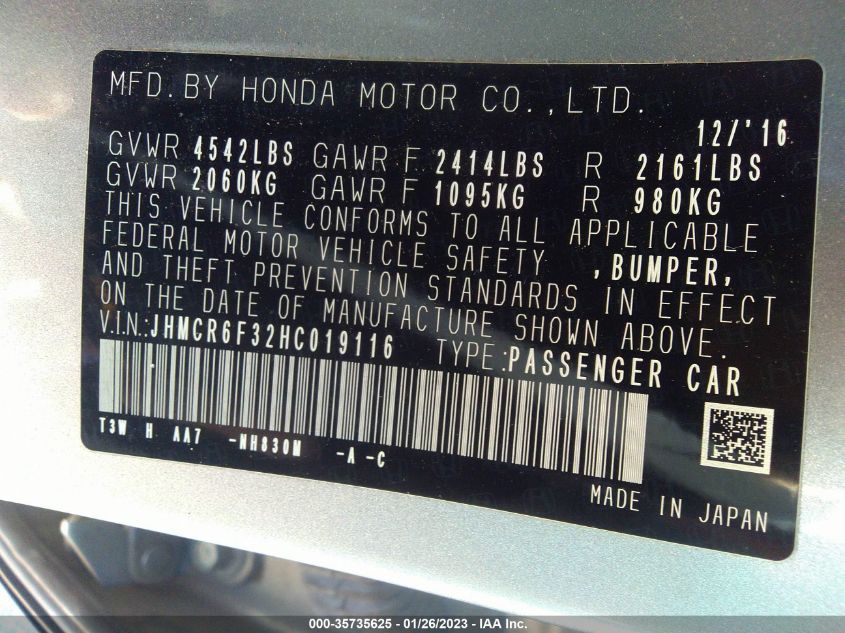 MFD.BY HONDA MOTOR CO.,LTD.
12/'16
GVWR 4542LBS GAWR F 2414LBS R 2161LBS
GVWR 2060KG GAWR F 1095KG R 980KG
THIS VEHICLE CONFORMS TO ALL APPLICABLE
FEDERAL MOTOR VEHICLE SAFETY ,BUMPER,
AND THEFT PREVENTION STANDARDS IN EFFECT
ON THE DATE OF MANUFACTURE SHOWN ABOVE.
V.I.N.:JHMCR6F32HC019116 TYPE:PASSENGER CAR
T3W H AA7 -NH830M -A -C
MADE IN JAPAN
000-35735625 / 01/26/2023 - IAA Inc.